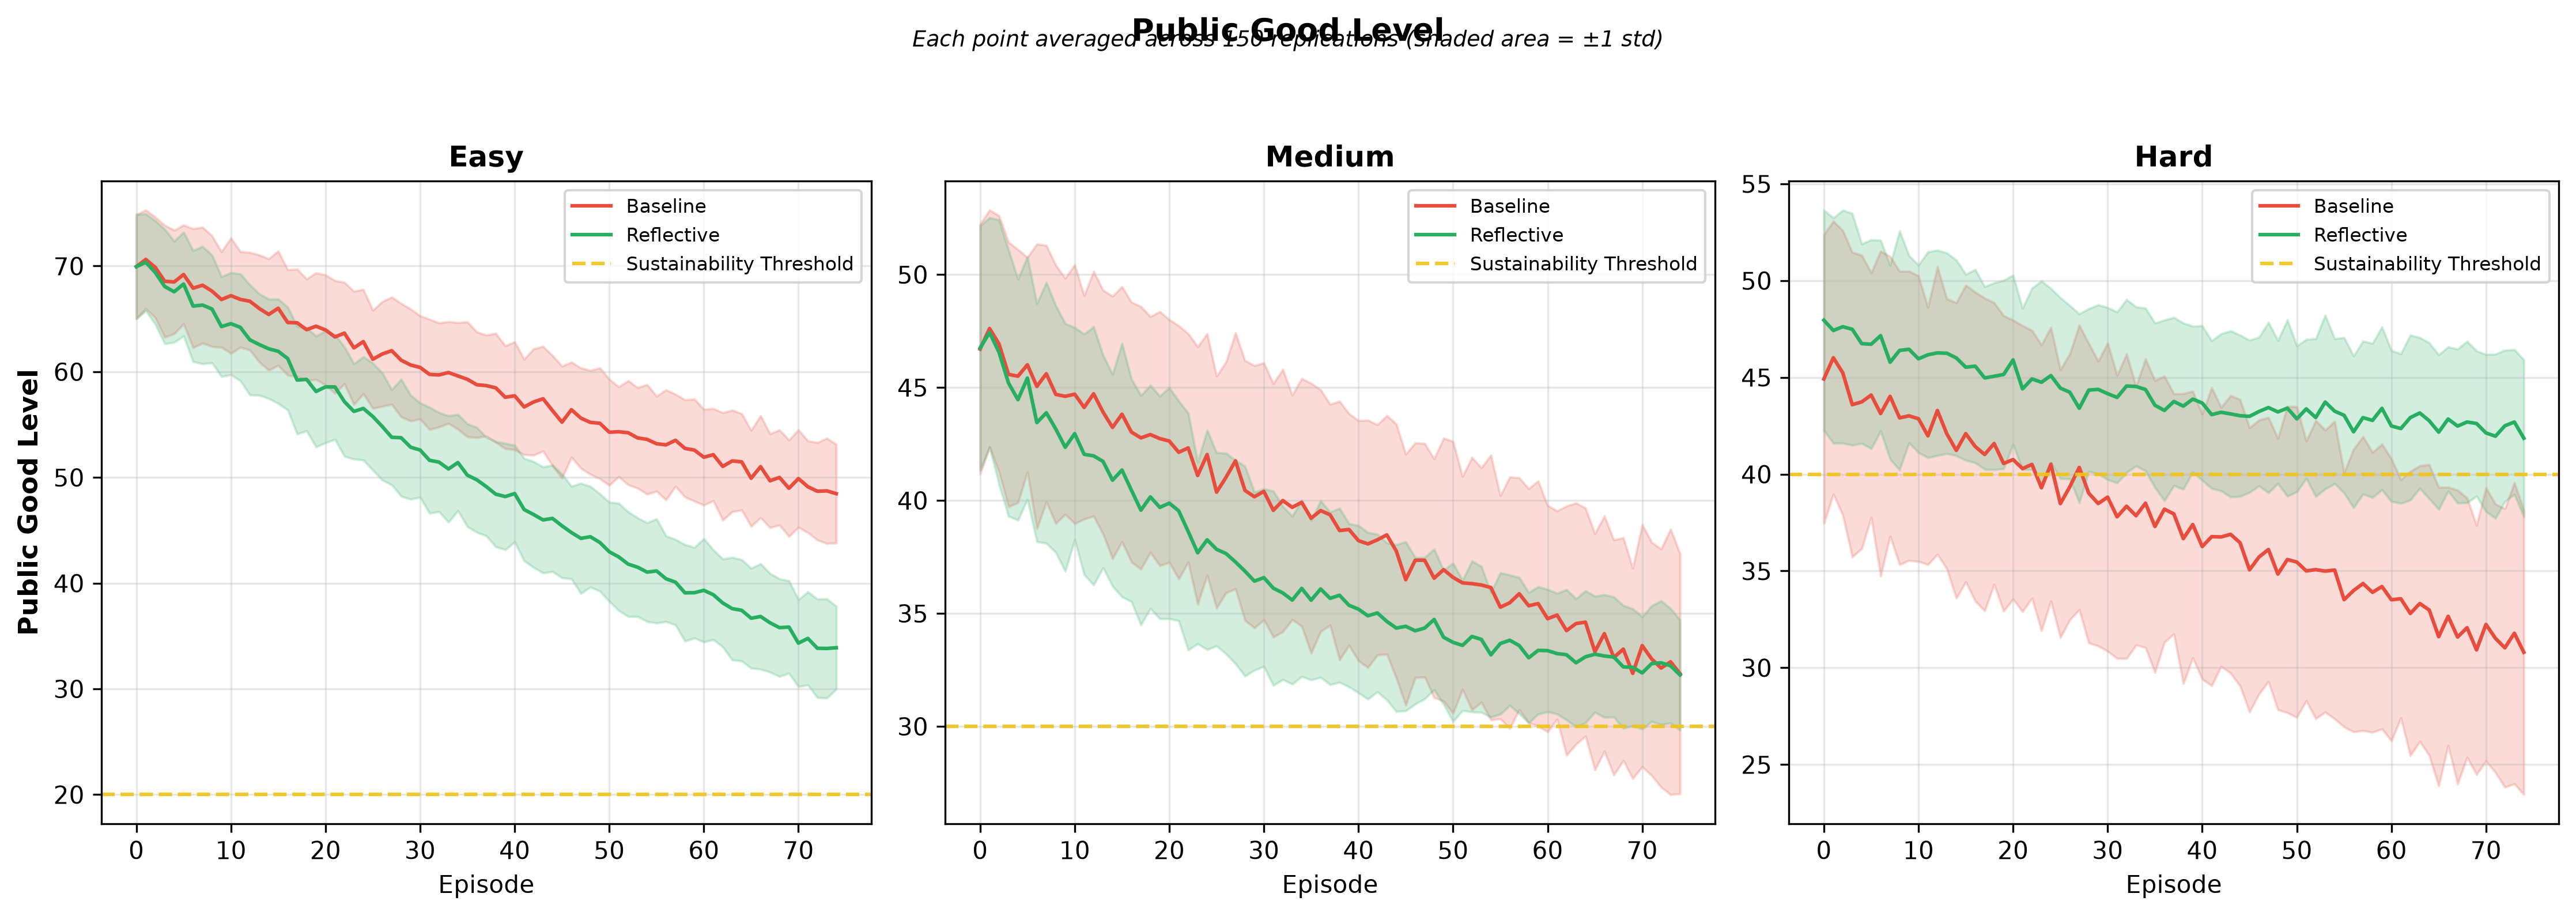 Public Good Level
Each point averaged across 150 replications (shaded area = ±1 std)
Easy
Medium
Hard
Public Good Level
70
60
50
40
30
20
0 10 20 30 40 50 60 70
Episode
Baseline
Reflective
Sustainability Threshold
50
45
40
35
30
0 10 20 30 40 50 60 70
Episode
Baseline
Reflective
Sustainability Threshold
55
50
45
40
35
30
25
0 10 20 30 40 50 60 70
Episode
Baseline
Reflective
Sustainability Threshold